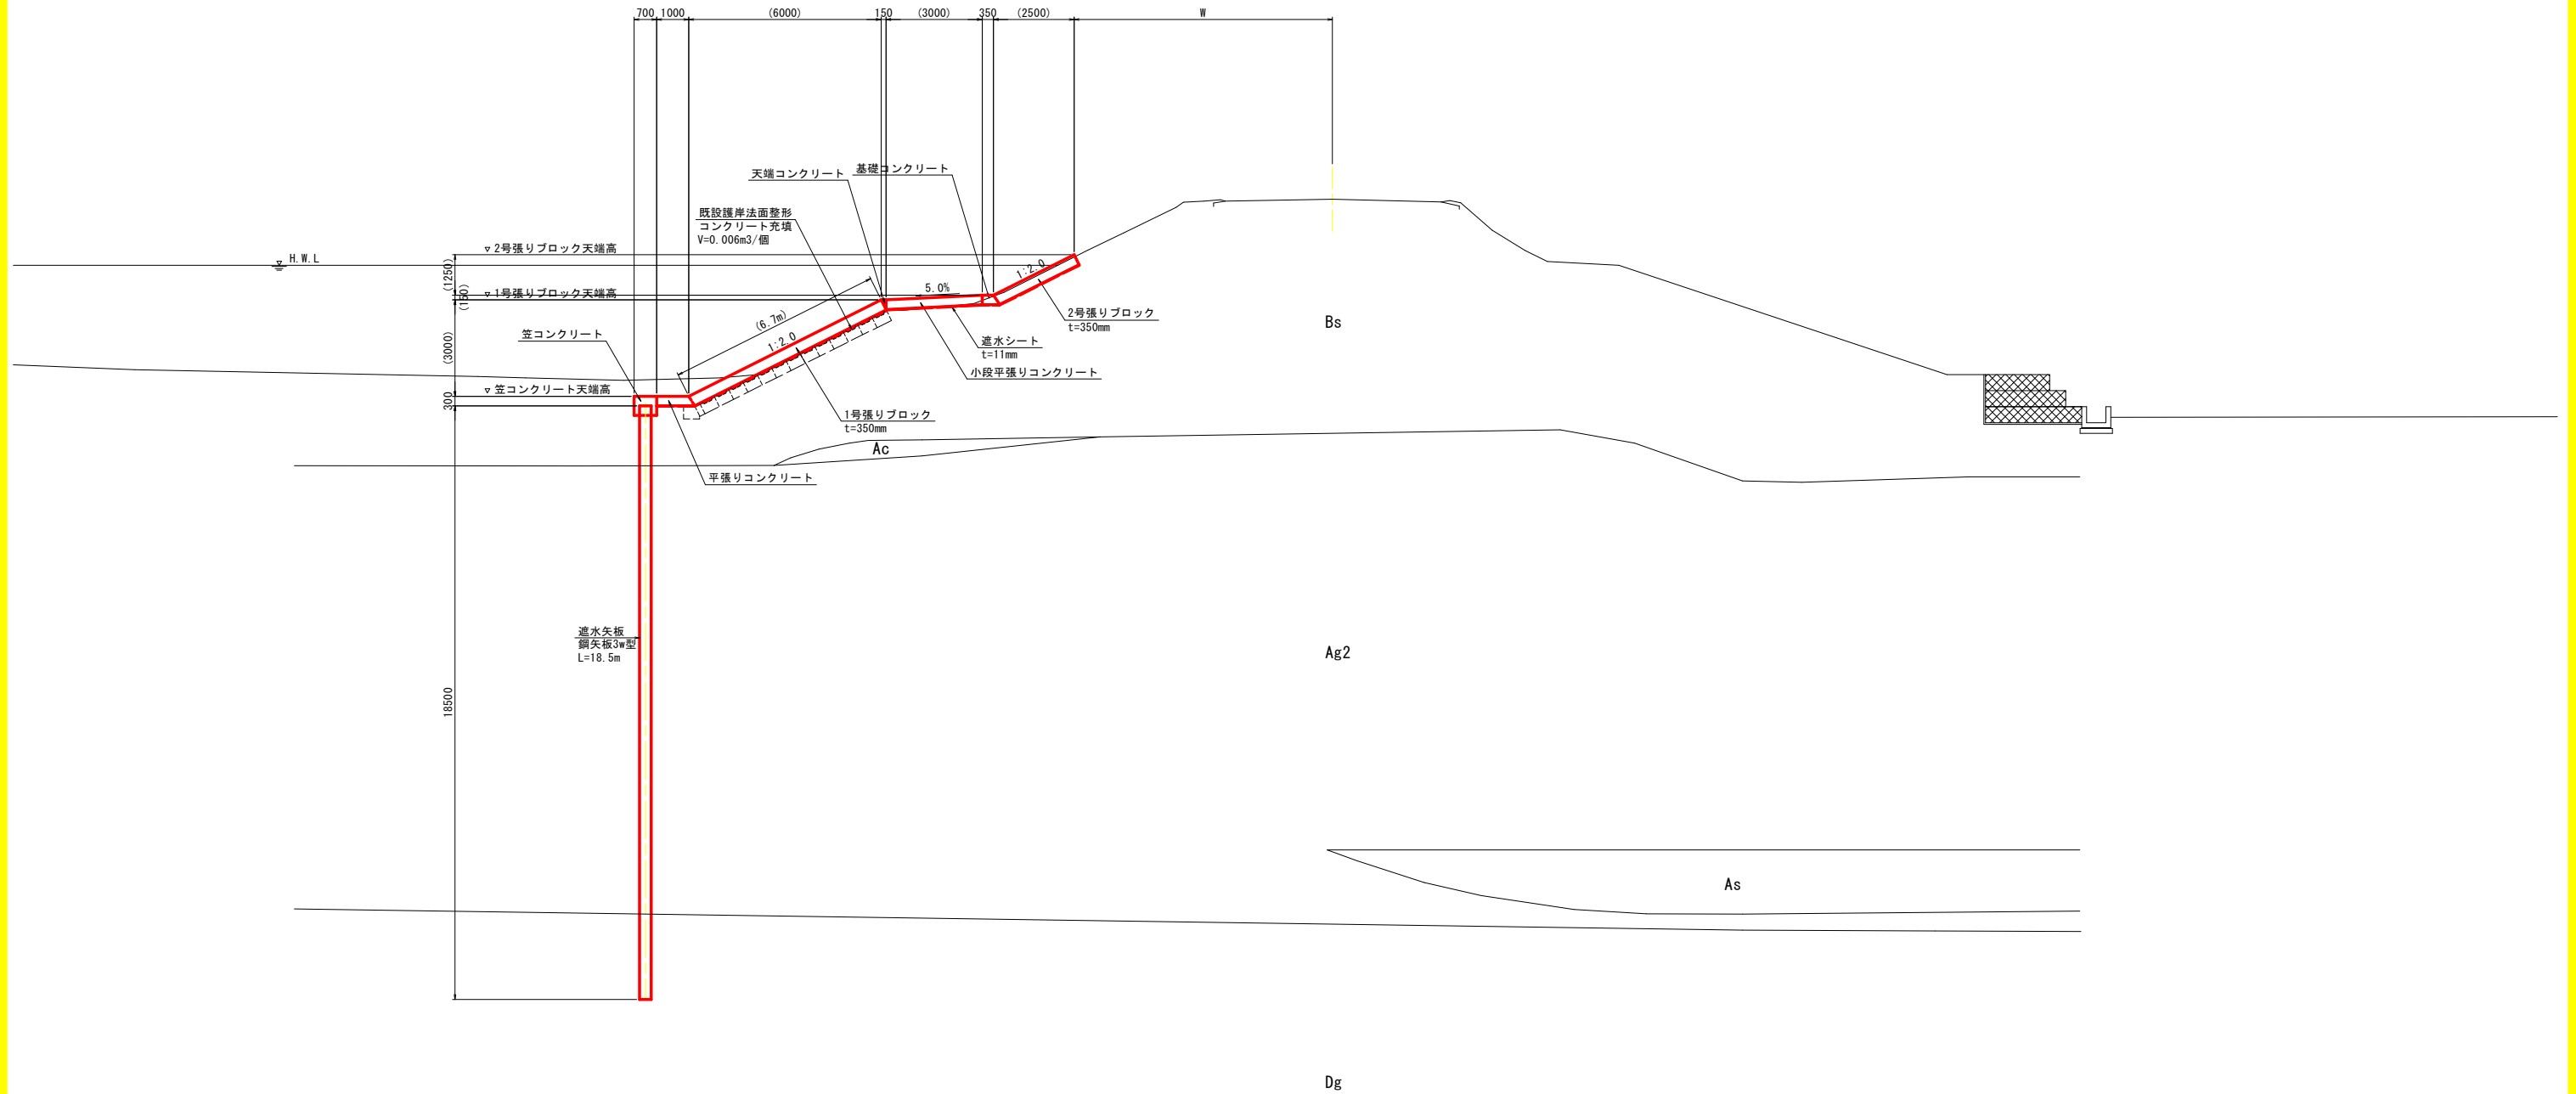 700 1000 (6000) 150 (3000) 350 (2500) W
天端コンクリート
基礎コンクリート
既設護岸法面整形
コンクリート充填
V=0.006m3/個
▽ 2号張りブロック天端高
H.W.L
(1250)
(150)
▽ 1号張りブロック天端高
1:2.0
5.0%
2号張りブロック
t=350mm
(6.7m)
1:2.0
遮水シート
t=11mm
小段平張りコンクリート
笠コンクリート
(3000)
▽ 笠コンクリート天端高
300
1号張りブロック
t=350mm
平張りコンクリート
Bs
Ac
遮水矢板
鋼矢板3w型
L=18.5m
18500
Ag2
As
Dg